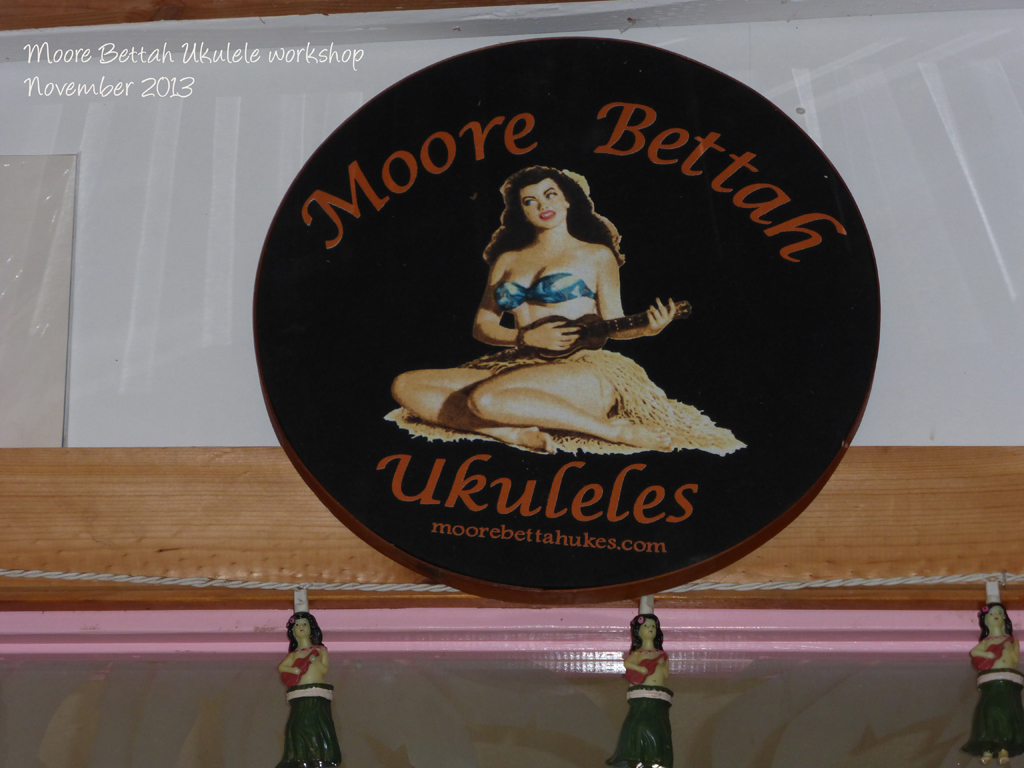 Moore Bettah Ukulele workshop
November 2013
Moore Bettah
Ukuleles
moorebettahukes.com